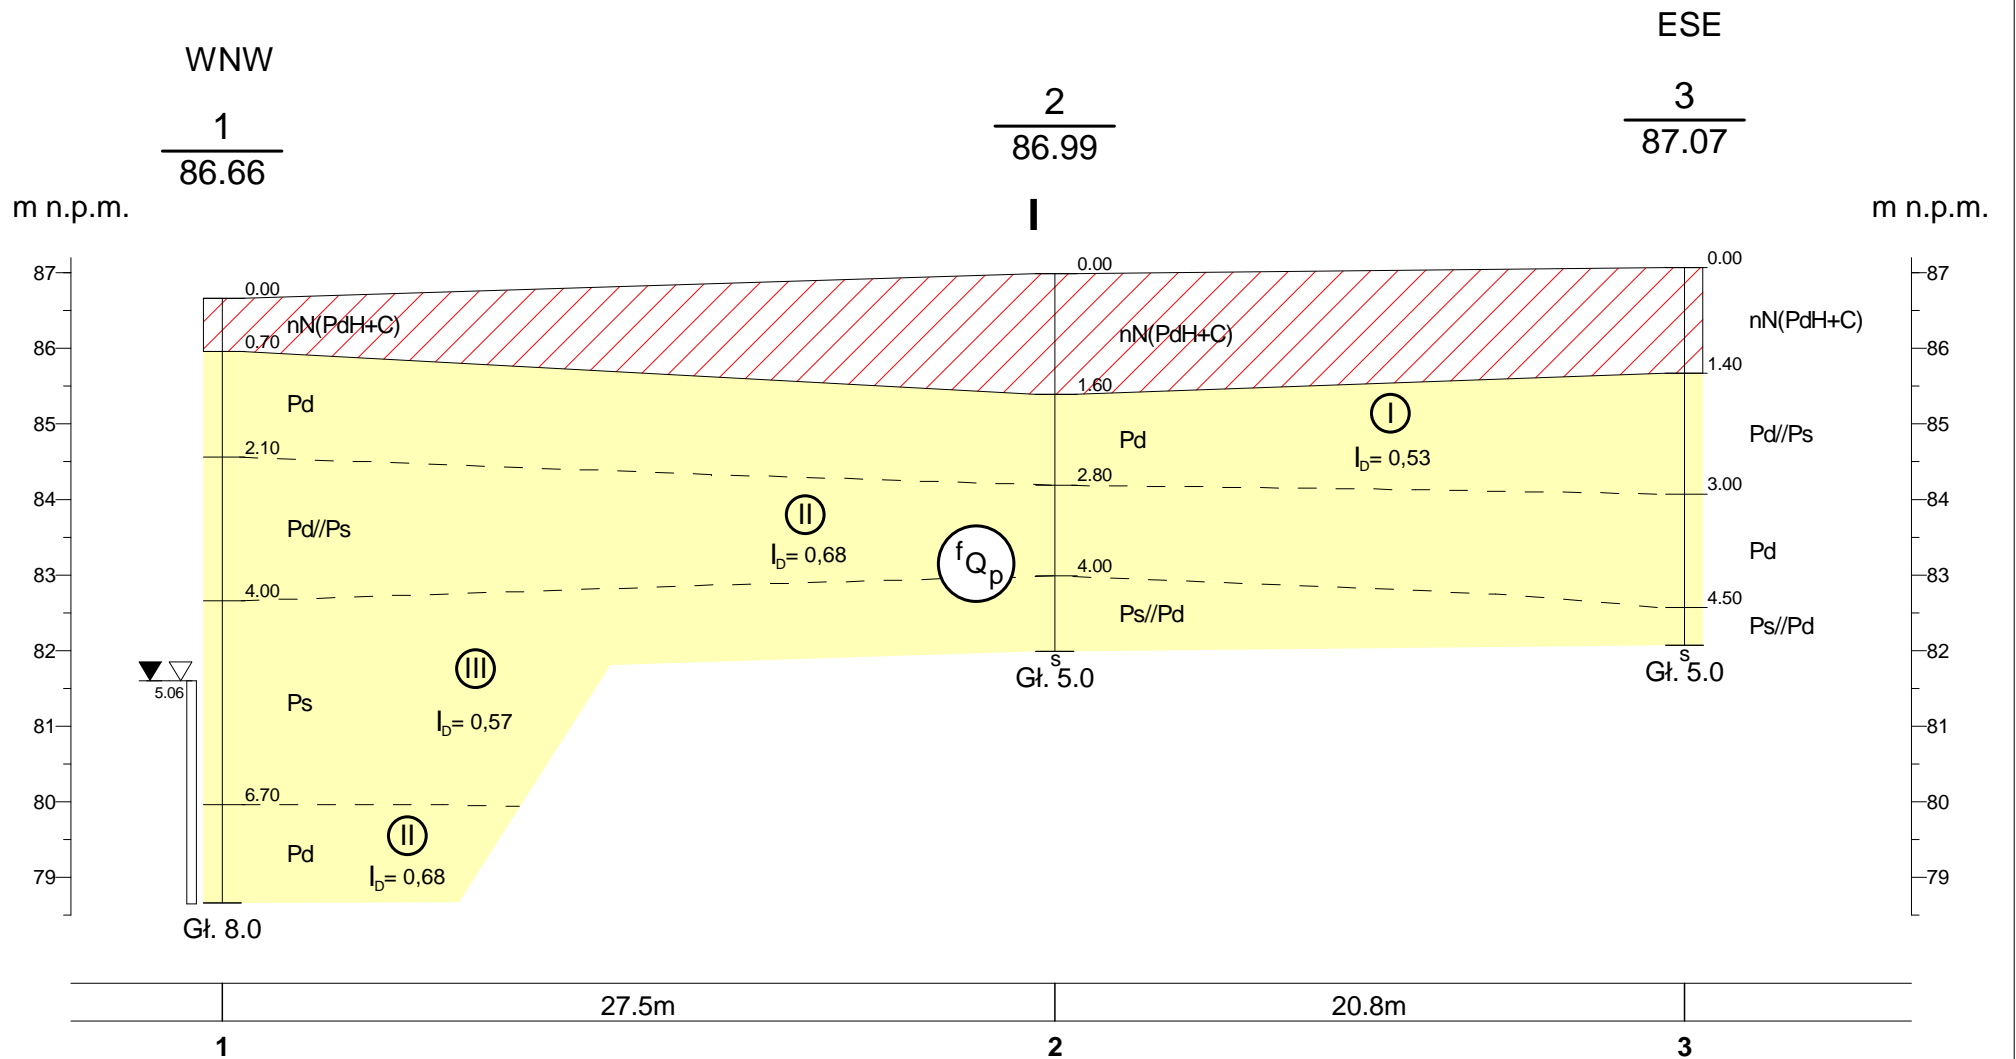 WNW
ESE
1
86.66
2
86.99
3
87.07
m n.p.m.
I
m n.p.m.
87
86
85
84
83
82
81
80
79
0.00
nN(PdH+C)
0.70
Pd
2.10
Pd//Ps
4.00
Ps
6.70
Pd
5.06
Gł. 8.0
III
I_D= 0,57
II
I_D= 0,68
II
I_D= 0,68
fQp
0.00
nN(PdH+C)
1.60
Pd
2.80
4.00
Ps//Pd
s
Gł. 5.0
I
I_D= 0,53
0.00
nN(PdH+C)
1.40
Pd//Ps
3.00
Pd
4.50
Ps//Pd
s
Gł. 5.0
87
86
85
84
83
82
81
80
79
27.5m
20.8m
1
2
3